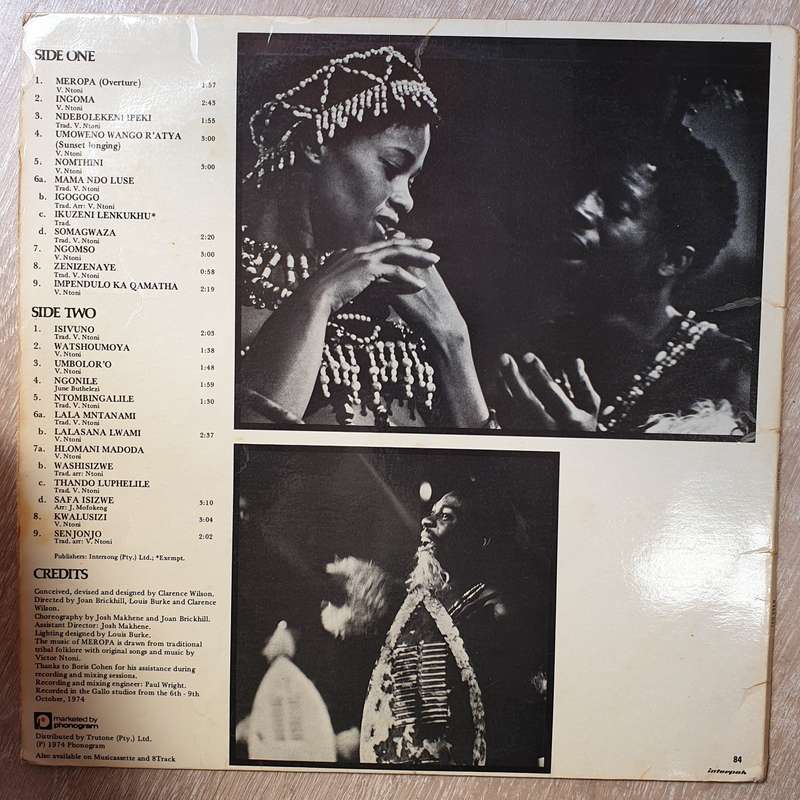 SIDE ONE
1. MEROPA (Overture) 1:57
V. Ntoni
2. INGOMA 2:43
V. Ntoni
3. NDEBOLEKENI IPEKI 1:55
Trad. V. Ntoni
4. UMOWENO WANGO R'ATYA 3:00
(Sunset longing)
V. Ntoni
5. NOMTHINI 3:00
V. Ntoni
6a. MAMA NDO LUSE
Trad. V. Ntoni
b. IGOGOGO
Trad. Arr: V. Ntoni
c. IKUZENI LENKUKHU*
Trad.
d. SOMAGWAZA 2:20
Trad. V. Ntoni
7. NGOMSO 3:00
V. Ntoni
8. ZENIZENAYE 0:58
Trad. V. Ntoni
9. IMPENDULO KA QAMATHA 2:19
V. Ntoni
SIDE TWO
1. ISIVUNO 2:03
Trad. V. Ntoni
2. WATSHOUMOYA 1:38
V. Ntoni
3. UMBOLOR'O 1:48
V. Ntoni
4. NGONILE 1:59
June Buthelezi
5. NTOMBINGALILE 1:30
Trad. V. Ntoni
6a. LALA MNTANAMI
Trad. V. Ntoni
b. LALASANA LWAMI 2:37
V. Ntoni
7a. HLOMANI MADODA
V. Ntoni
b. WASHISIZWE
Trad. arr: Ntoni
c. THANDO LUPHELILE
Trad. V. Ntoni
d. SAFA ISIZWE 3:10
Arr: J. Mofokeng
8. KWALUSIZI 3:04
V. Ntoni
9. SENJONJO 2:02
Trad. arr: V. Ntoni
Publishers: Intersong (Pty.) Ltd.; *Exempt.
CREDITS
Conceived, devised and designed by Clarence Wilson.
Directed by Joan Brickhill, Louis Burke and Clarence
Wilson.
Choreography by Josh Makhene and Joan Brickhill.
Assistant Director: Josh Makhene.
Lighting designed by Louis Burke.
The music of MEROPA is drawn from traditional
tribal folklore with original songs and music by
Victor Ntoni.
Thanks to Boris Cohen for his assistance during
recording and mixing sessions.
Recording and mixing engineer: Paul Wright.
Recorded in the Gallo studios from the 6th - 9th
October, 1974
marketed by
phonogram
Distributed by Trutone (Pty.) Ltd.
(P) 1974 Phonogram
Also available on Musicassette and 8Track
84
interpak